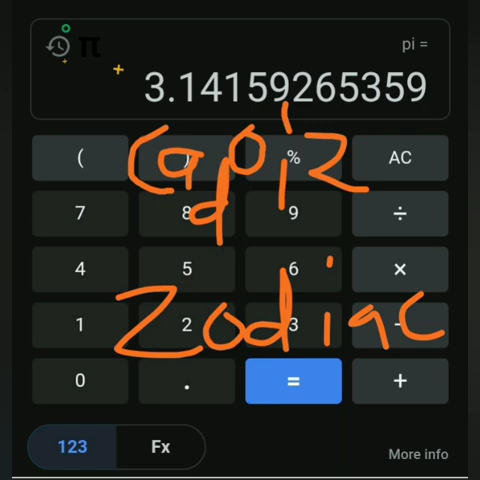 π
pi =
3.14159265359
( ) % AC
7 8 9 ÷
4 5 6 ×
Zodiac
1 2 3 -
0 . = +
123 Fx
More info